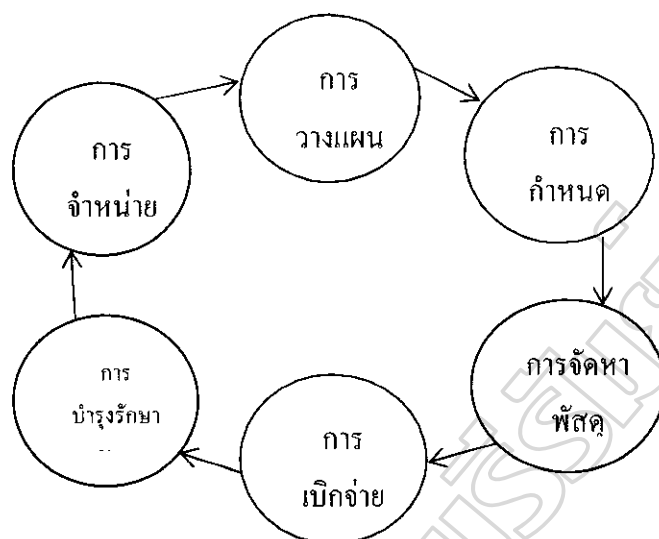 การ
วางแผน
การ
กำหนด
การจัดหา
พัสดุ
การ
เบิกจ่าย
การ
บำรุงรักษา
การ
จำหน่าย